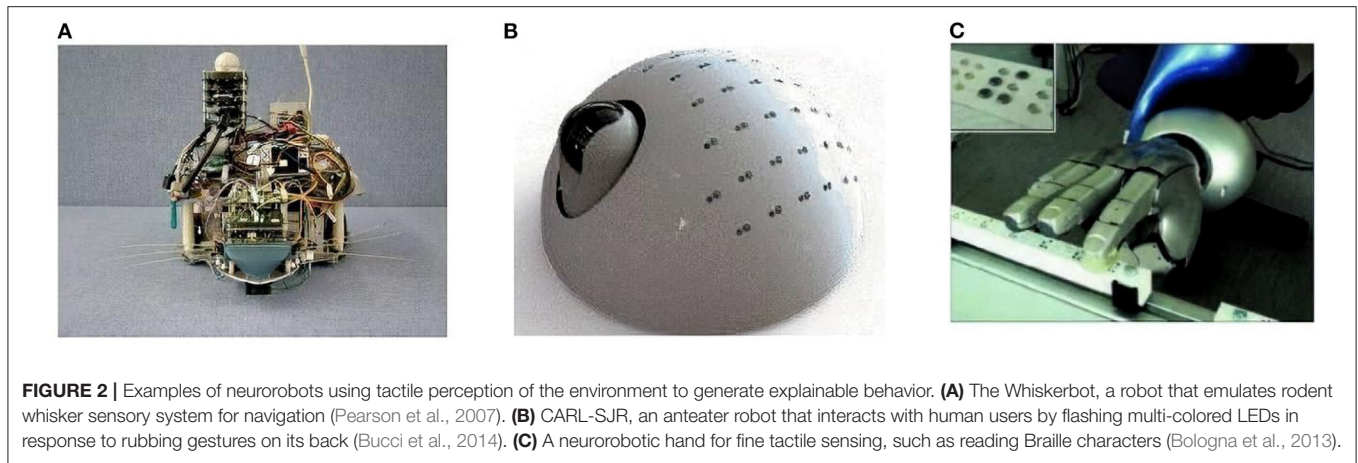 A
B
C
FIGURE 2 | Examples of neurorobots using tactile perception of the environment to generate explainable behavior. (A) The Whiskerbot, a robot that emulates rodent
whisker sensory system for navigation (Pearson et al., 2007). (B) CARL-SJR, an anteater robot that interacts with human users by flashing multi-colored LEDs in
response to rubbing gestures on its back (Bucci et al., 2014). (C) A neurorobotic hand for fine tactile sensing, such as reading Braille characters (Bologna et al., 2013).